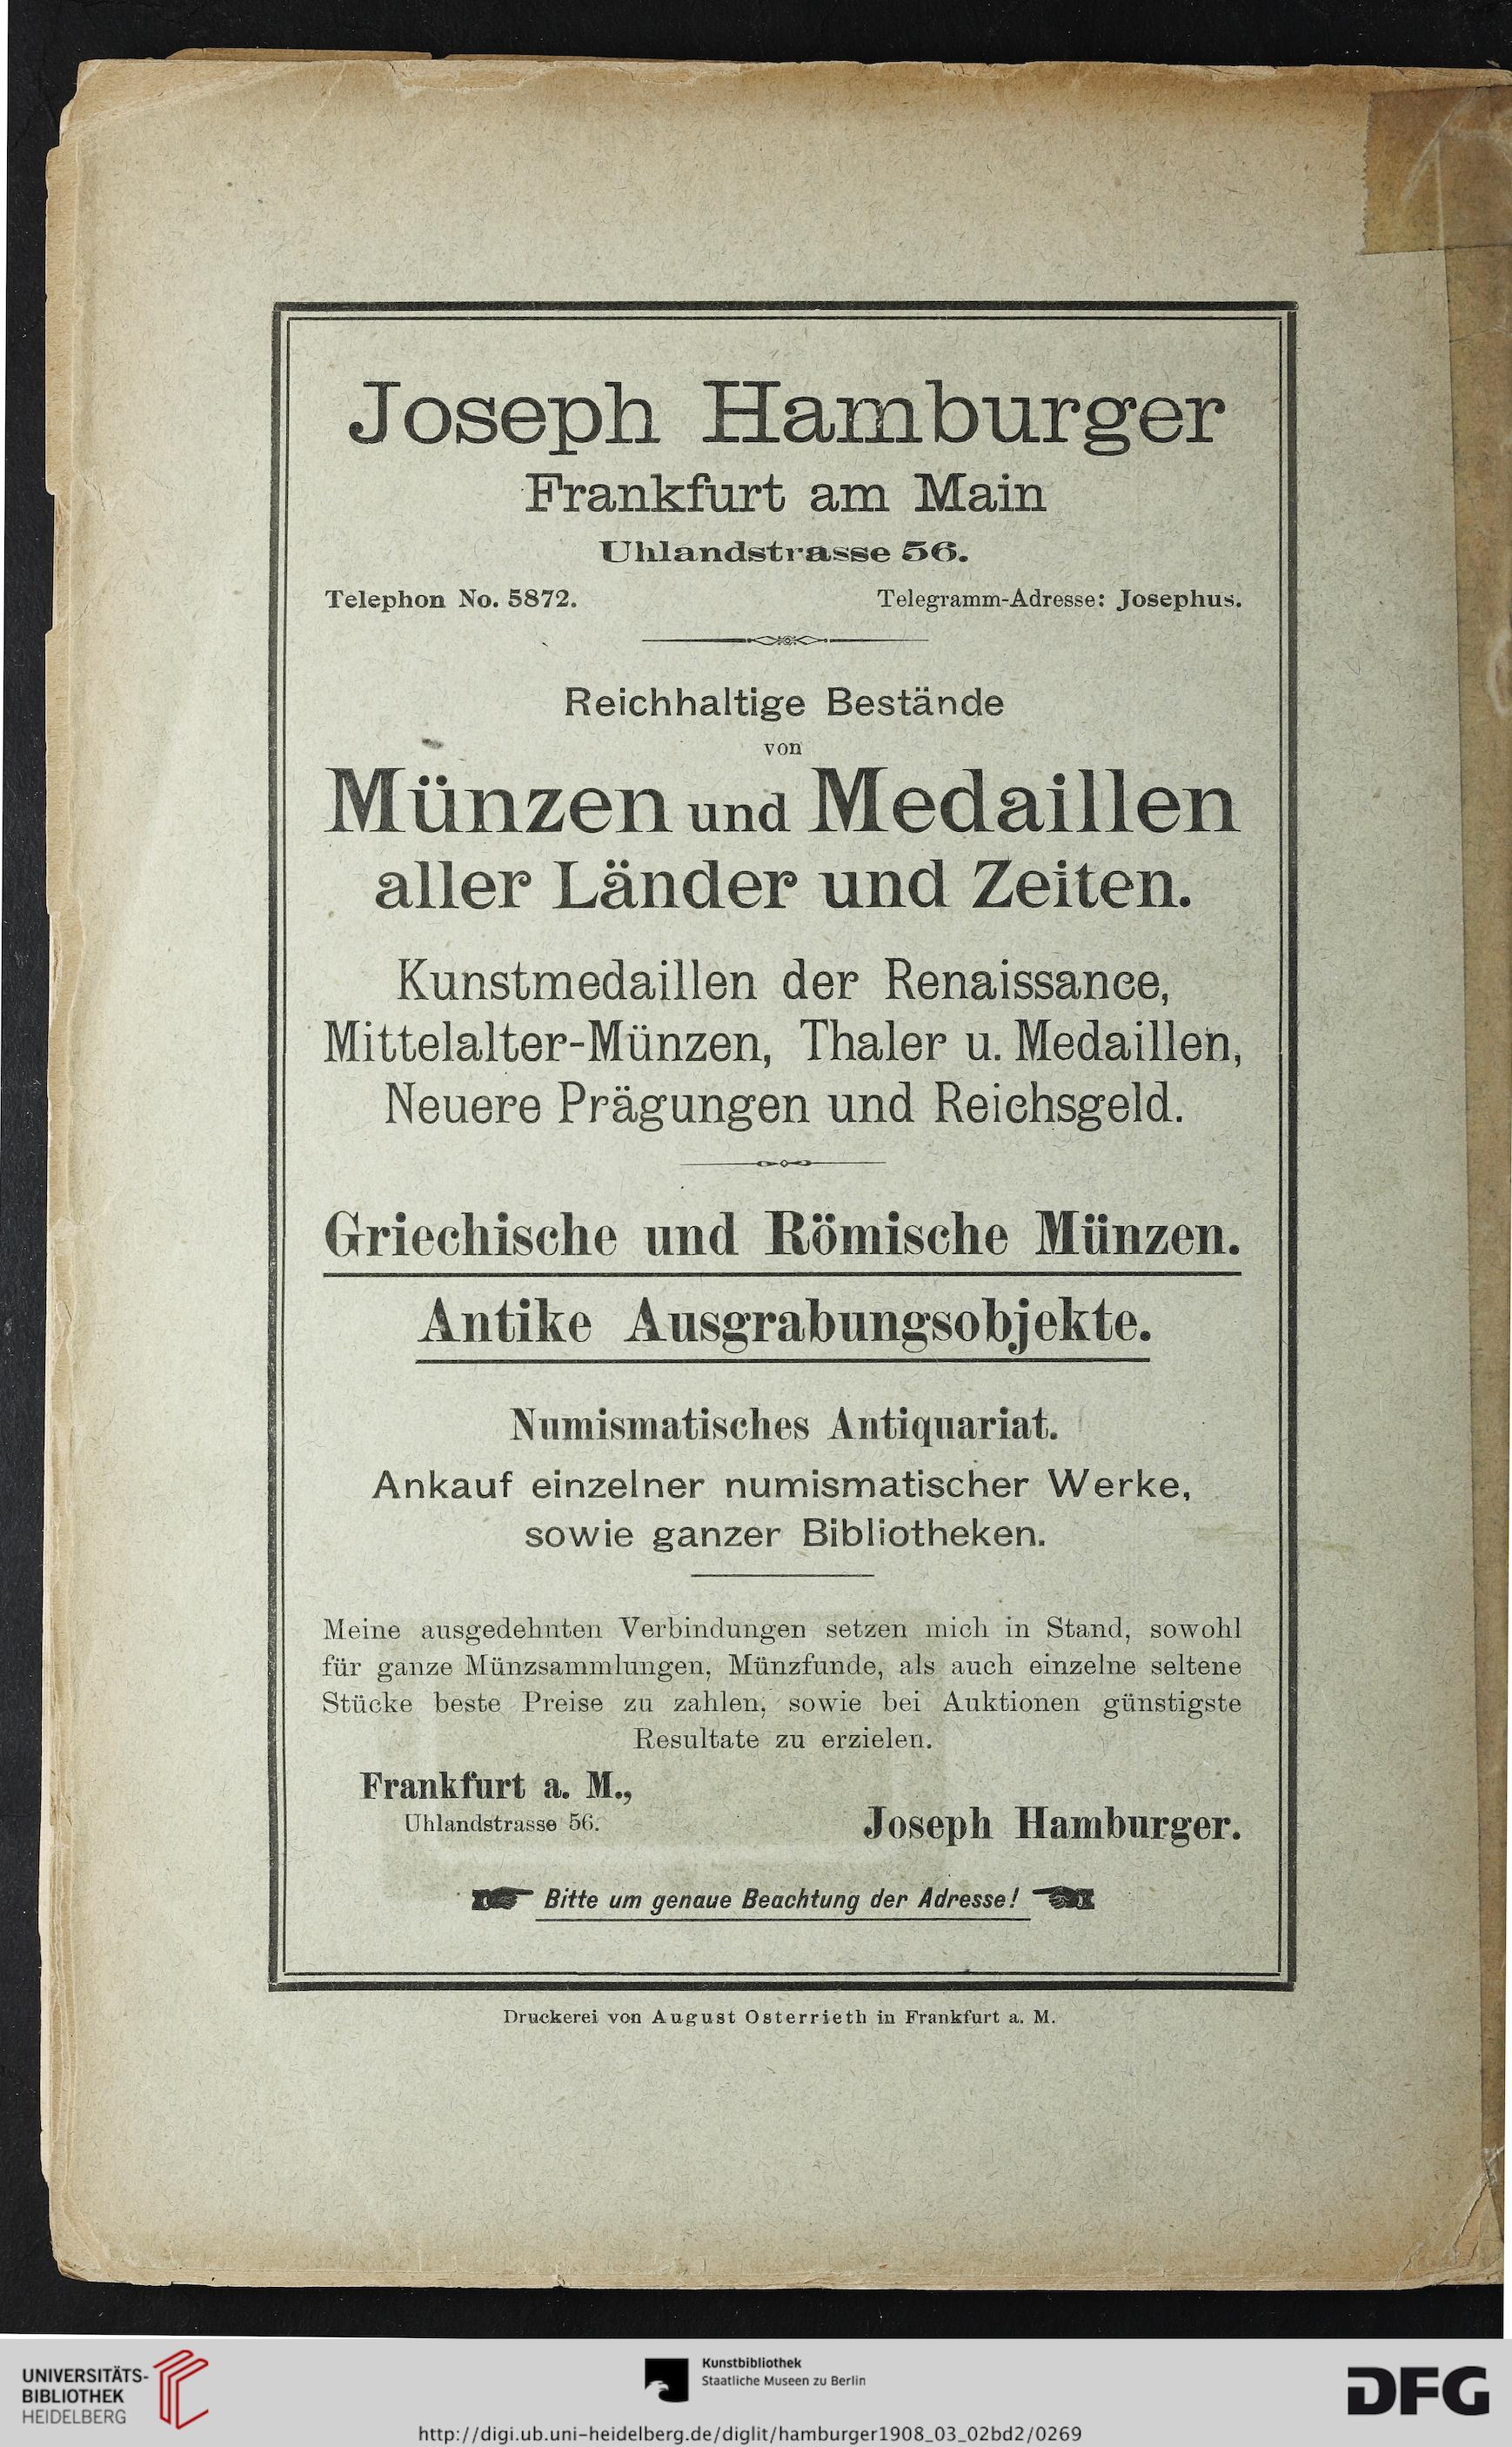 Joseph Hamburger
Frankfurt am Main
Uhlandstrasse 56.
Telephon No. 5872. Telegramm-Adresse: Josephus.
Reichhaltige Bestände
von
Münzen und Medaillen
aller Länder und Zeiten.
Kunstmedaillen der Renaissance,
Mittelalter-Münzen, Thaler u. Medaillen,
Neuere Prägungen und Reichsgeld.
Griechische und Römische Münzen.
Antike Ausgrabungsobjekte.
Numismatisches Antiquariat.
Ankauf einzelner numismatischer Werke,
sowie ganzer Bibliotheken.
Meine ausgedehnten Verbindungen setzen mich in Stand, sowohl
für ganze Münzsammlungen, Münzfunde, als auch einzelne seltene
Stücke beste Preise zu zahlen, sowie bei Auktionen günstigste
Resultate zu erzielen.
Frankfurt a. M.,
Uhlandstrasse 56.
Joseph Hamburger.
Bitte um genaue Beachtung der Adresse!
Druckerei von August Osterrieth in Frankfurt a. M.
UNIVERSITÄTS-
BIBLIOTHEK
HEIDELBERG
Kunstbibliothek
Staatliche Museen zu Berlin
DFG
http://digi.ub.uni-heidelberg.de/diglit/hamburger1908_03_02bd2/0269